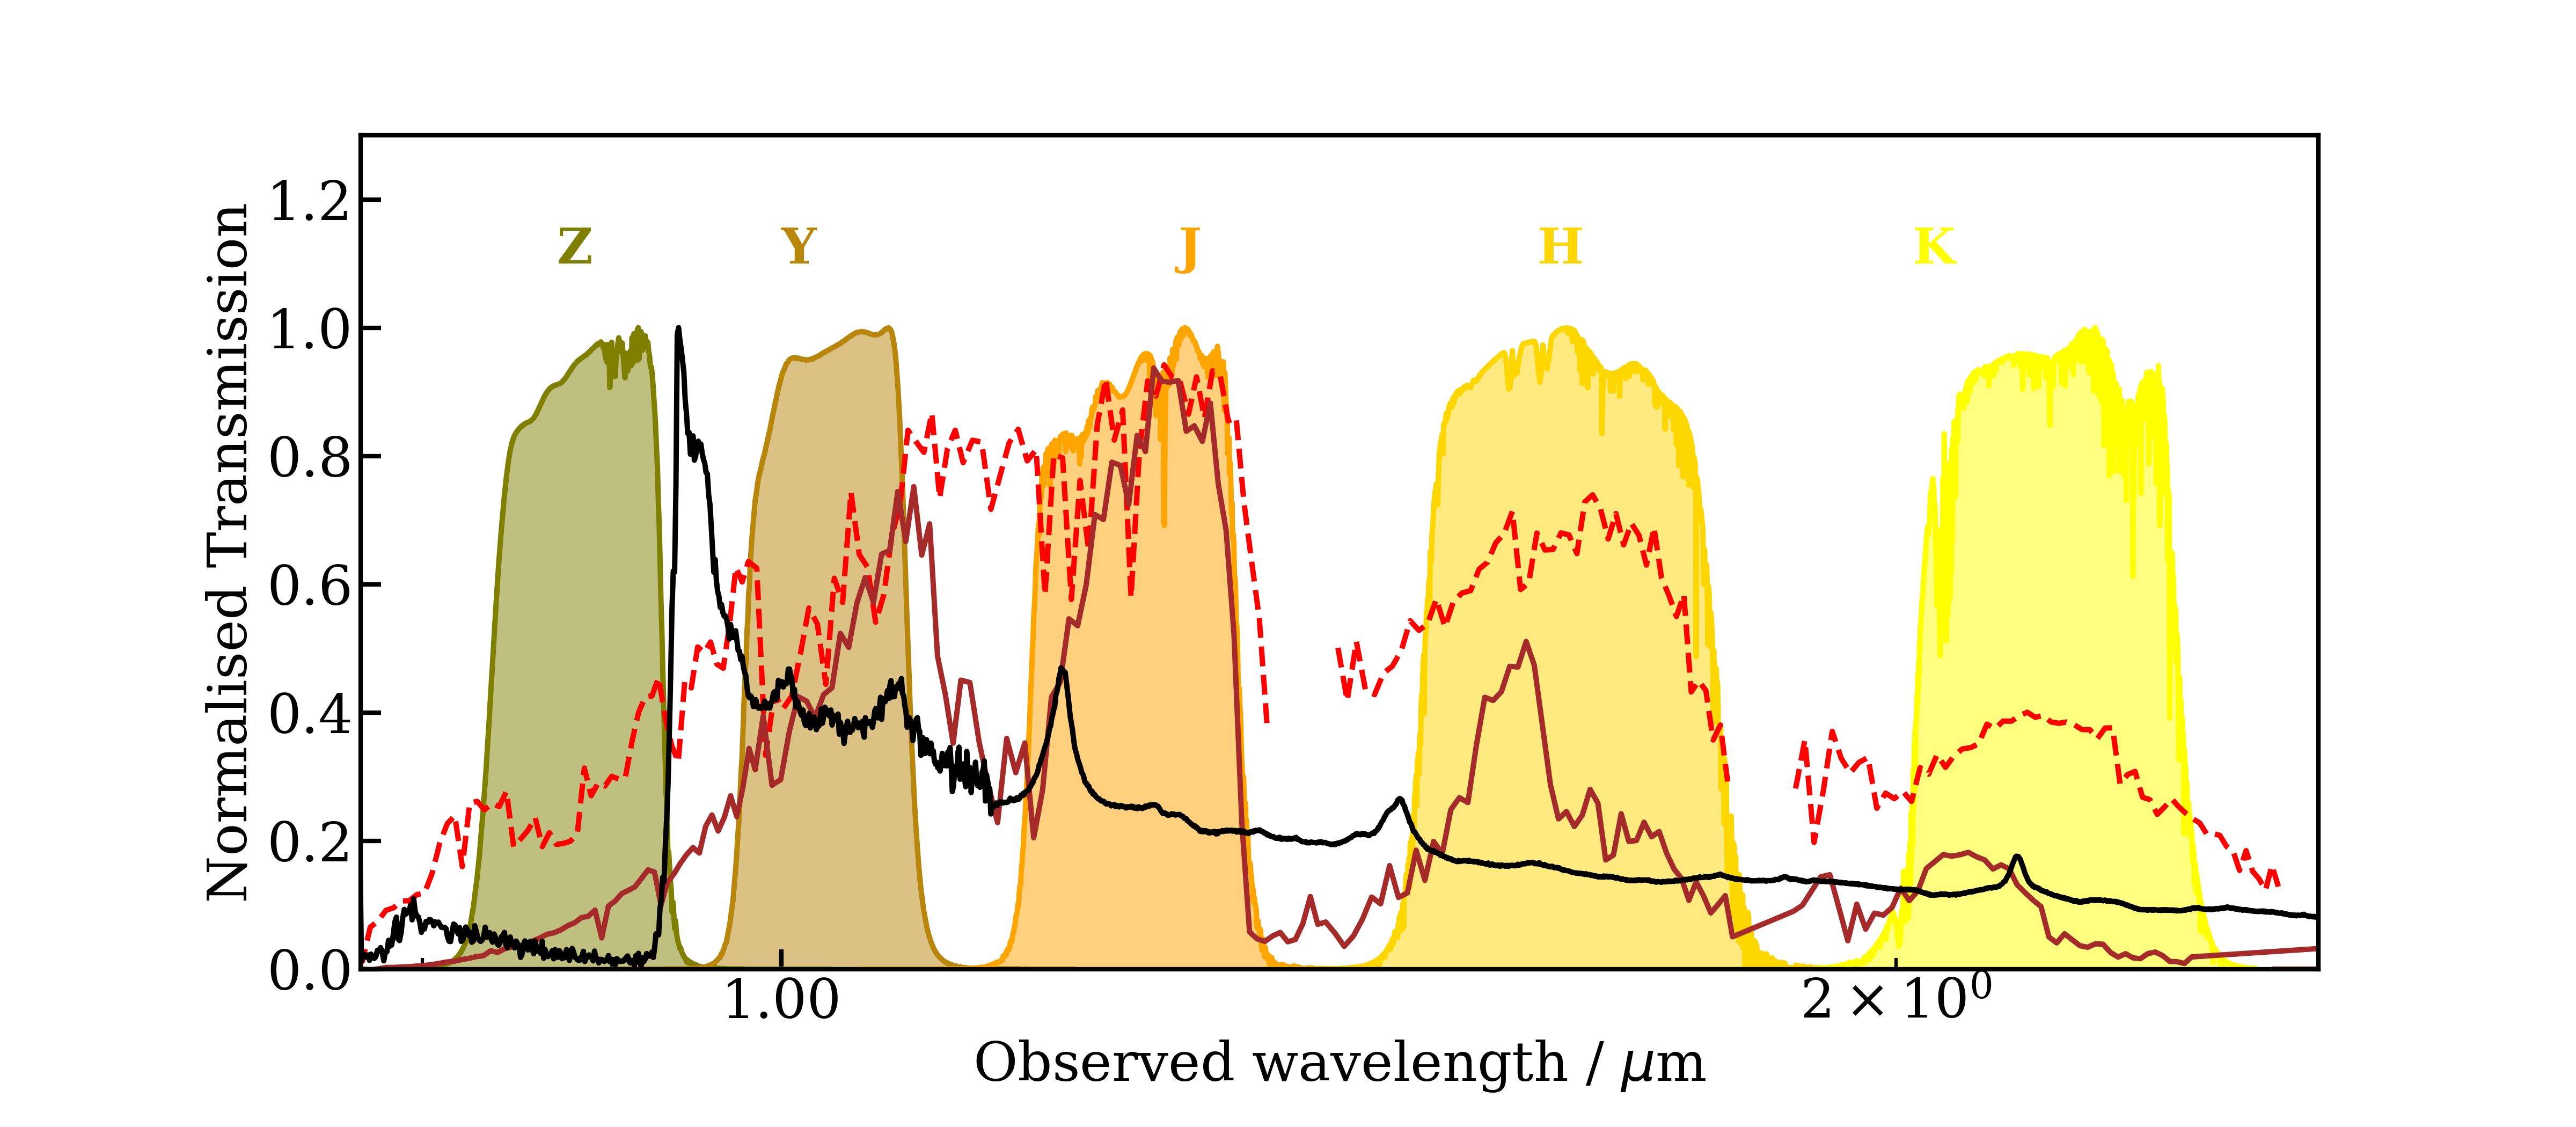 Normalised Transmission
1.2
1.0
0.8
0.6
0.4
0.2
0.0
Z Y J H K
1.00 2 × 10⁰
Observed wavelength / μm